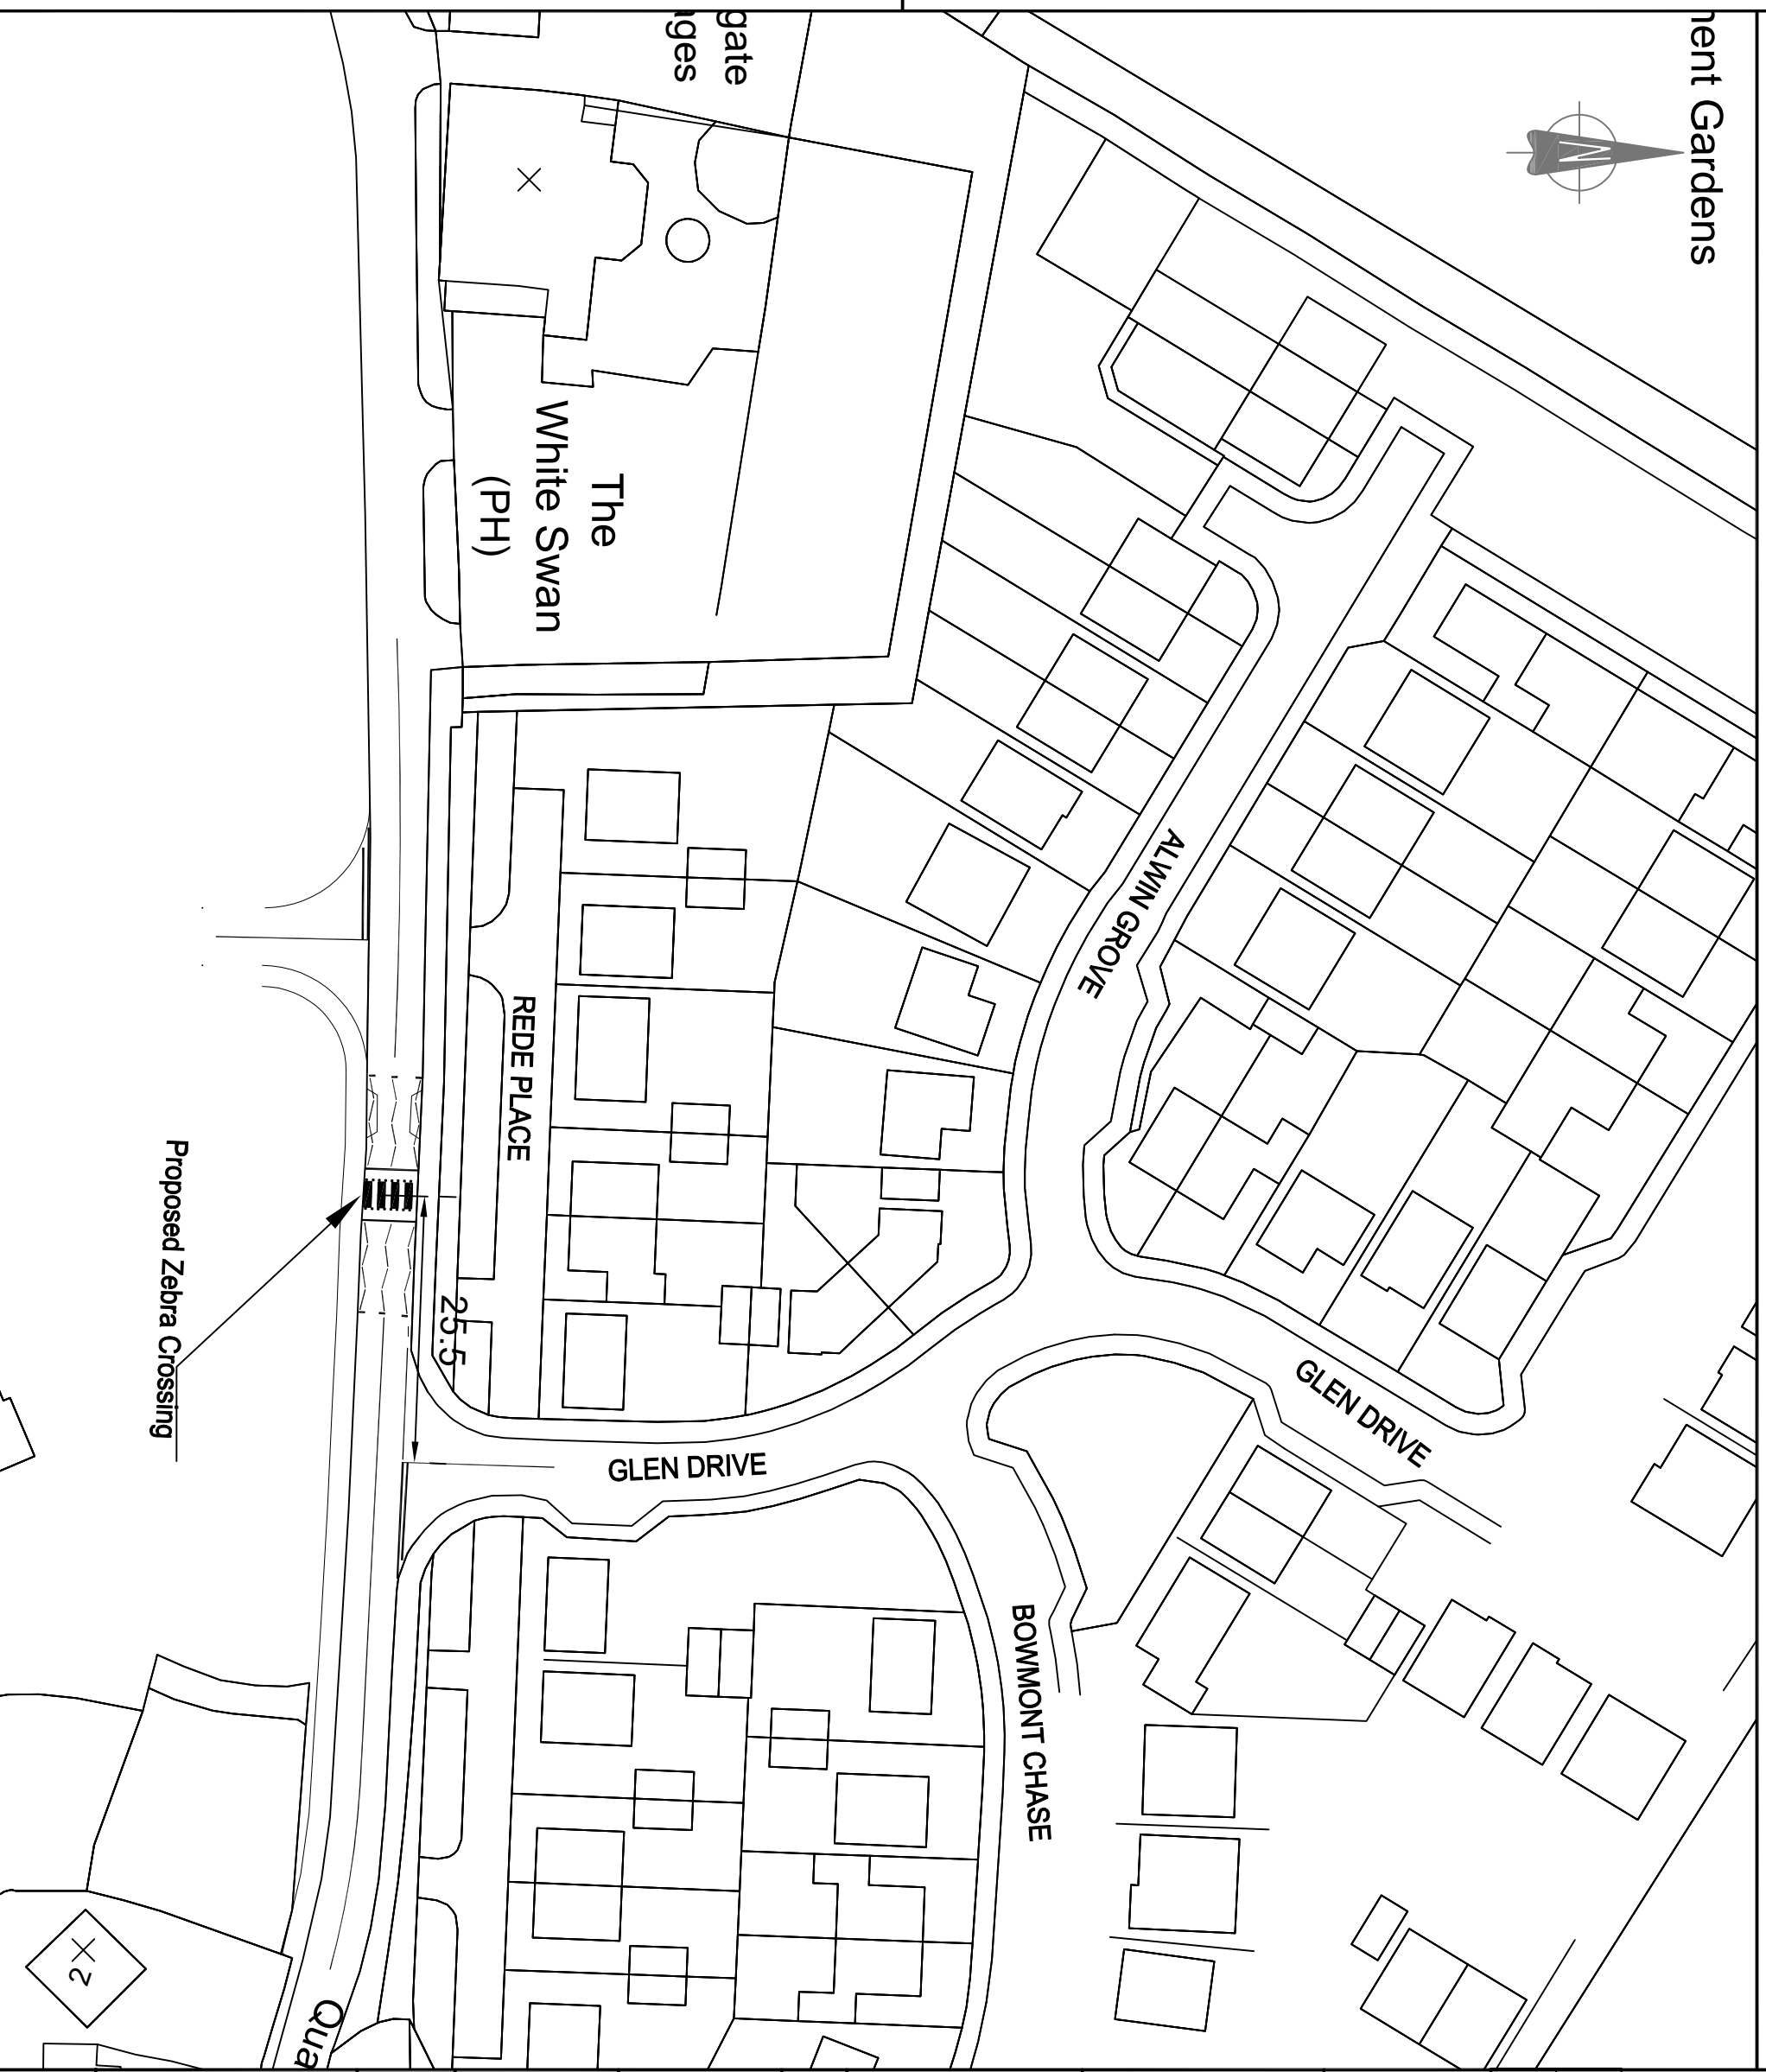 gate
ges
nent Gardens
N
The
White Swan
(PH)
ALWIN GROVE
REDE PLACE
Proposed Zebra Crossing
25.5
GLEN DRIVE
GLEN DRIVE
BOWMONT CHASE
2
Qua